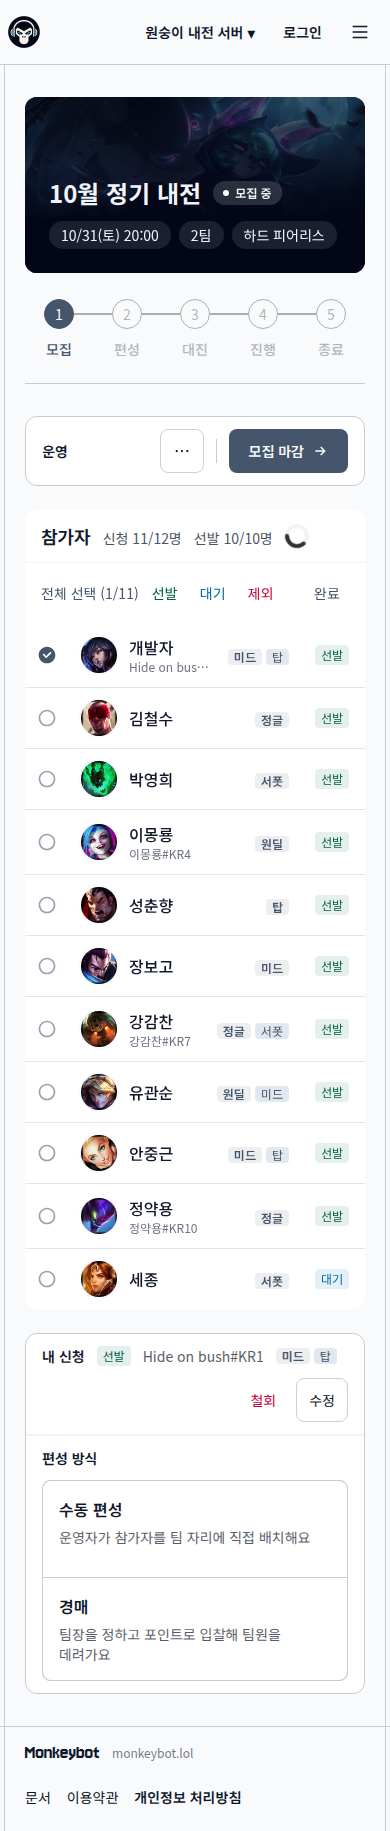 원숭이 내전 서버 ▾ 로그인
10월 정기 내전 모집 중
10/31(토) 20:00 2팀 하드 피어리스
1 2 3 4 5
모집 편성 대진 진행 종료
운영 ... 모집 마감 →
참가자 신청 11/12명 선발 10/10명
전체 선택 (1/11) 선발 대기 제외 완료
개발자 미드 탑 선발
Hide on bus…
김철수 정글 선발
박영희 서폿 선발
이몽룡 원딜 선발
이몽룡#KR4
성춘향 탑 선발
장보고 미드 선발
강감찬 정글 서폿 선발
강감찬#KR7
유관순 원딜 미드 선발
안중근 미드 탑 선발
정약용 정글 선발
정약용#KR10
세종 서폿 대기
내 신청 선발 Hide on bush#KR1 미드 탑
철회 수정
편성 방식
수동 편성
운영자가 참가자를 팀 자리에 직접 배치해요
경매
팀장을 정하고 포인트로 입찰해 팀원을
데려가요
Monkeybot monkeybot.lol
문서 이용약관 개인정보 처리방침